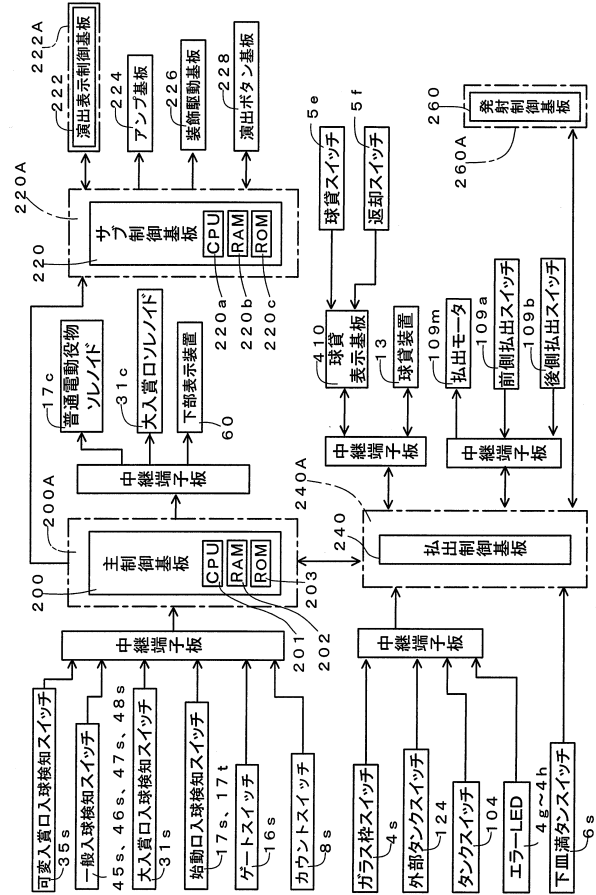 可変入賞口入球検知スイッチ
35s
一般入球検知スイッチ
45s、46s、47s、48s
大入賞口入球検知スイッチ
31s
始動口入球検知スイッチ
17s、17t
ゲートスイッチ
16s
カウントスイッチ
8s
中継端子板
200
200A
主制御基板
CPU
RAM
ROM
201
202
203
中継端子板
17c
普通電動役物
ソレノイド
31c
大入賞口ソレノイド
下部表示装置
60
220
220A
サブ制御基板
CPU
RAM
ROM
220a
220b
220c
222
222A
演出表示制御基板
224
アンプ基板
226
装飾駆動基板
228
演出ボタン基板
ガラス枠スイッチ
4s
外部タンクスイッチ
124
タンクスイッチ
104
エラーLED
4g～4h
下皿満タンスイッチ
6s
中継端子板
240
240A
払出制御基板
中継端子板
中継端子板
410
球貸
表示基板
13
球貸装置
5e
球貸スイッチ
5f
返却スイッチ
109m
払出モータ
109a
前側払出スイッチ
109b
後側払出スイッチ
260
発射制御基板
260A